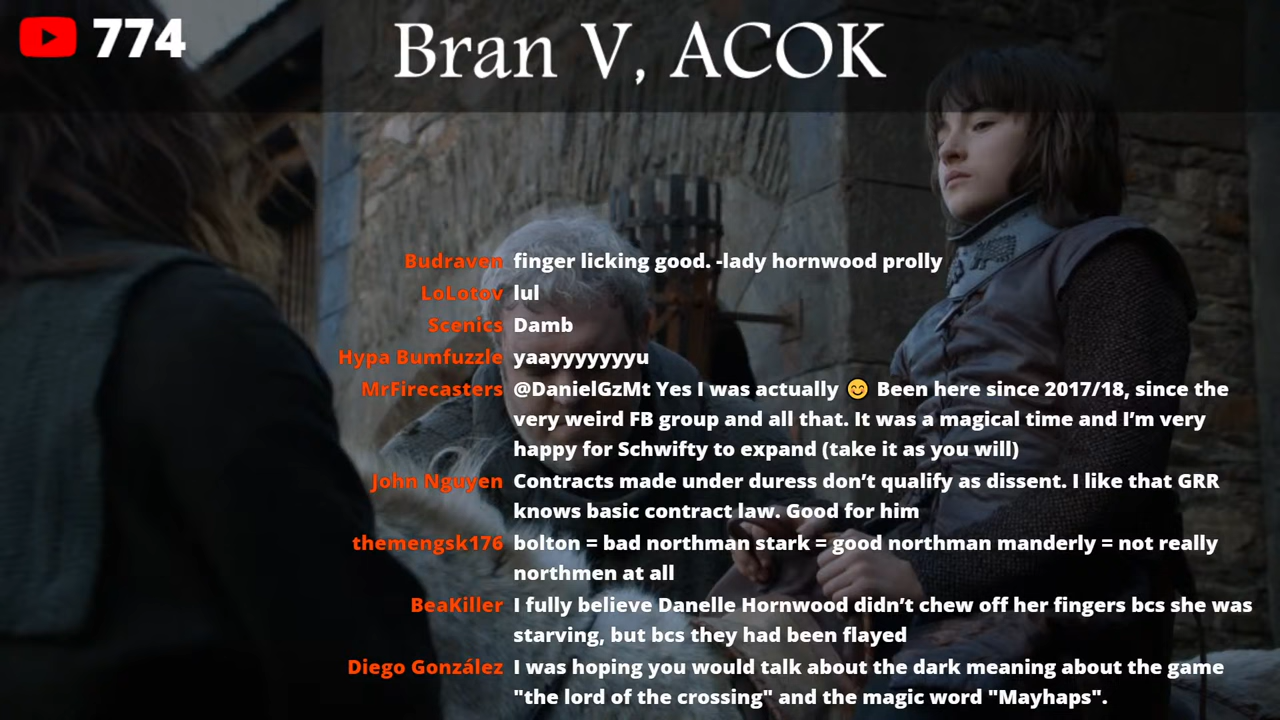 774
Bran V, ACOK
Budraven finger licking good. -lady hornwood prolly
LoLotov lul
Scenics Damb
Hypa Bumfuzzle yaayyyyyyyu
MrFirecasters @DanielGzMt Yes I was actually 😊 Been here since 2017/18, since the
very weird FB group and all that. It was a magical time and I’m very
happy for Schwifty to expand (take it as you will)
John Nguyen Contracts made under duress don’t qualify as dissent. I like that GRR
knows basic contract law. Good for him
themengsk176 bolton = bad northman stark = good northman manderly = not really
northmen at all
BeaKiller I fully believe Danelle Hornwood didn’t chew off her fingers bcs she was
starving, but bcs they had been flayed
Diego González I was hoping you would talk about the dark meaning about the game
"the lord of the crossing" and the magic word "Mayhaps".